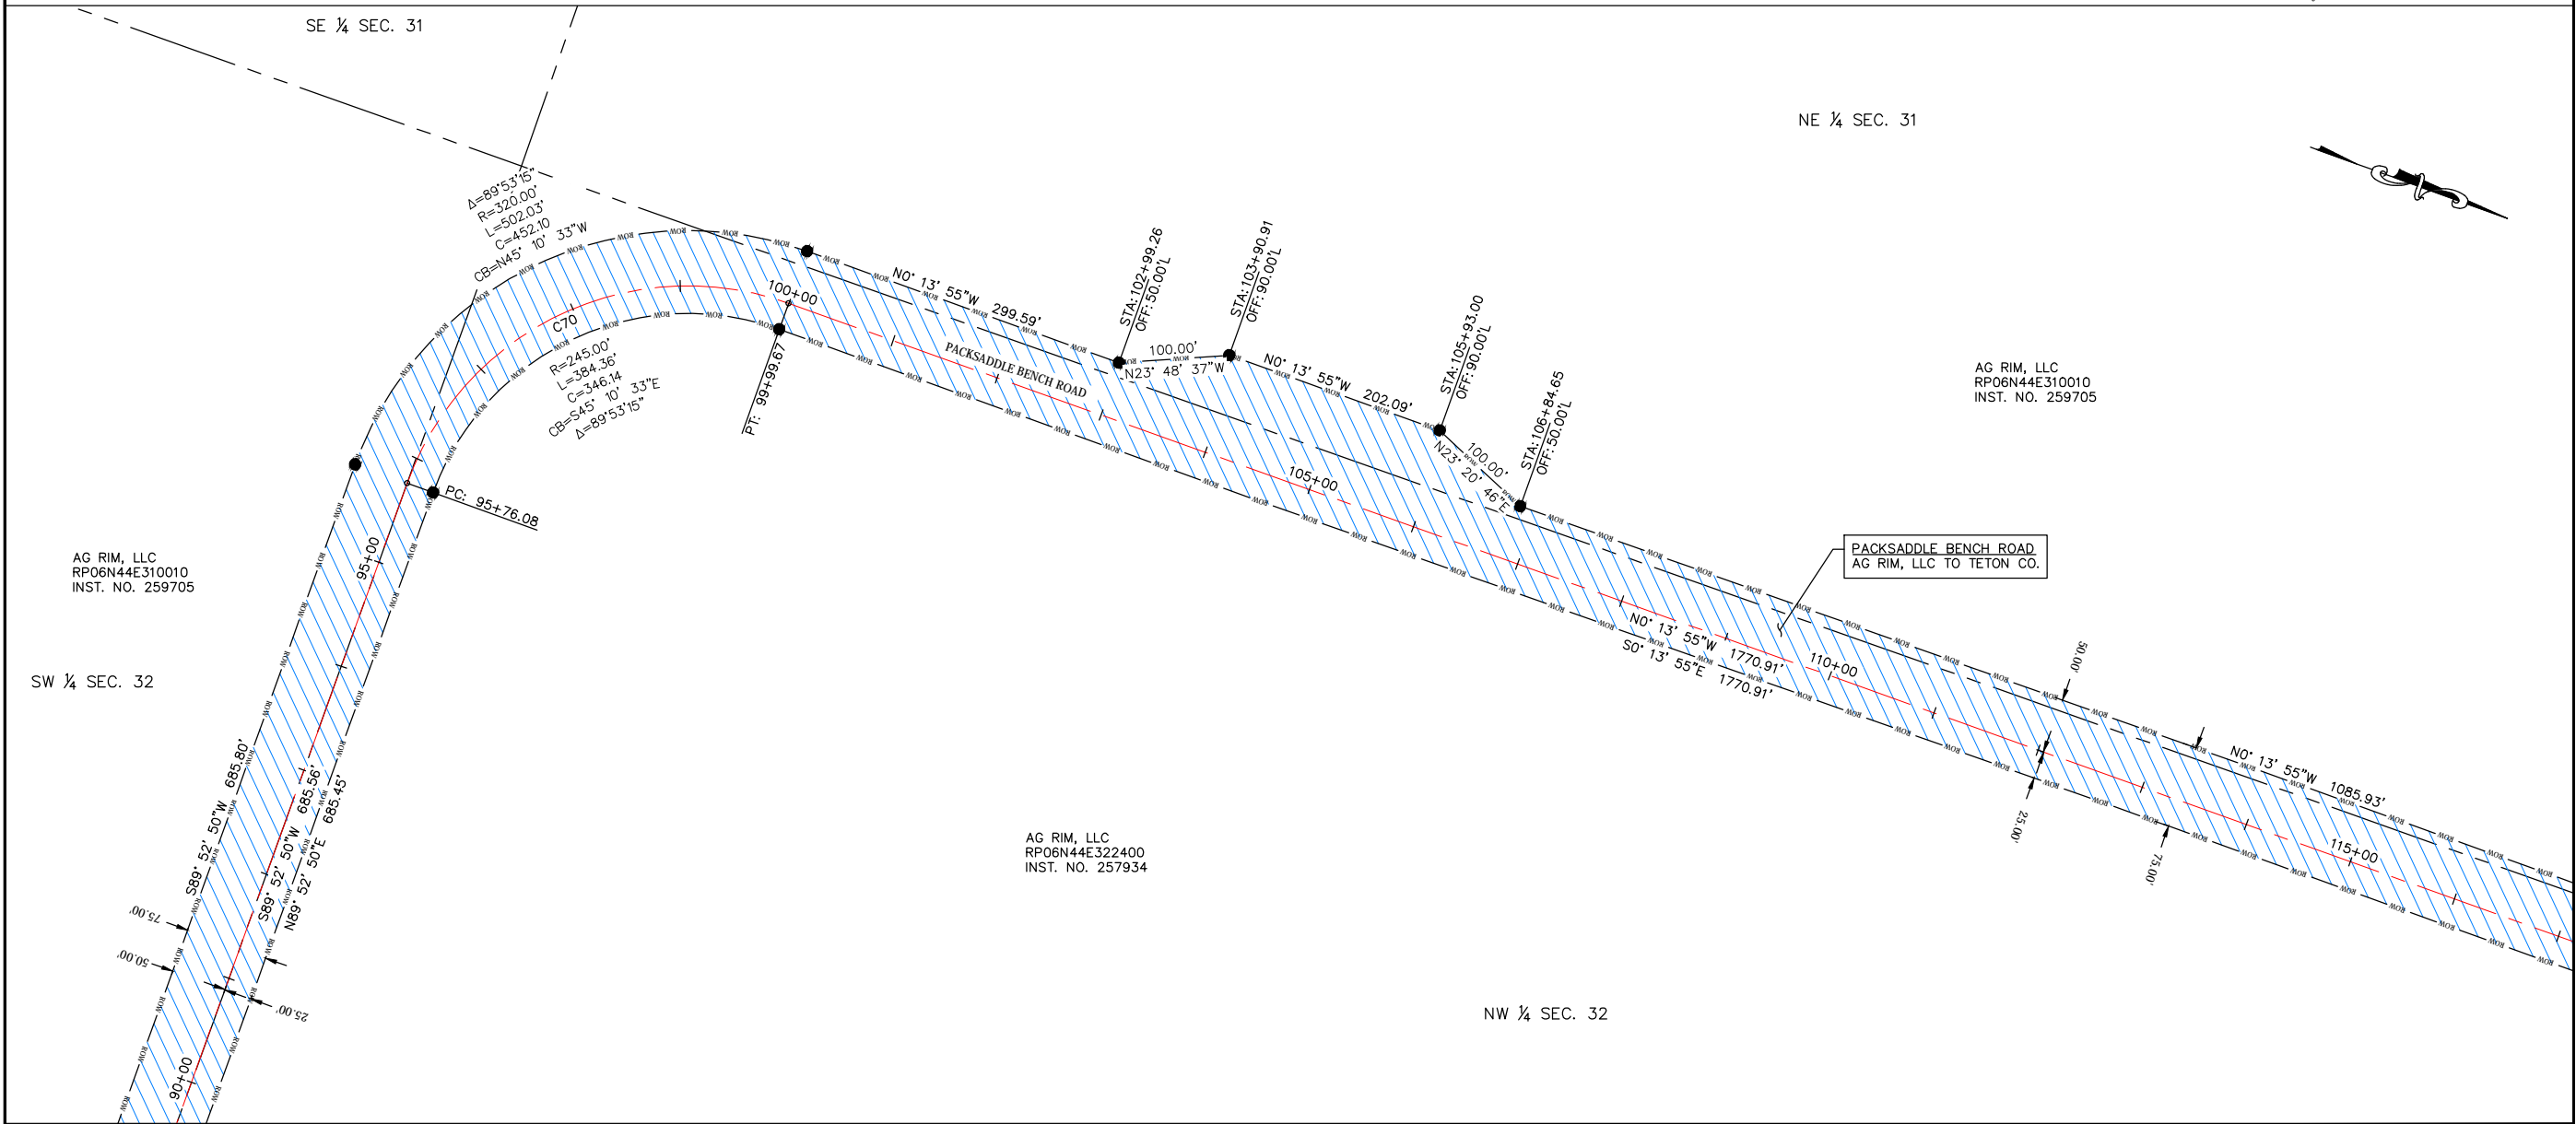 SE ¼ SEC. 31
NE ¼ SEC. 31
Δ=89°53'15"
R=320.00'
L=502.03'
C=452.10
CB=N45° 10' 33"W
C70
R=245.00'
L=384.36'
C=346.14
CB=S45° 10' 33"E
Δ=89°53'15"
100+00
PT: 99+99.67
PC: 95+76.08
95+00
90+00
N0° 13' 55"W 299.59'
PACKSADDLE BENCH ROAD
STA:102+99.26
OFF:50.00'L
100.00'
N23° 48' 37"W
STA:103+90.91
OFF:90.00'L
N0° 13' 55"W 202.09'
STA:105+93.00
OFF:90.00'L
100.00'
N23° 20' 46"E
STA:106+84.65
OFF:50.00'L
105+00
AG RIM, LLC
RP06N44E310010
INST. NO. 259705
AG RIM, LLC
RP06N44E310010
INST. NO. 259705
SW ¼ SEC. 32
PACKSADDLE BENCH ROAD
AG RIM, LLC TO TETON CO.
N0° 13' 55"W 1770.91'
S0° 13' 55"E 1770.91'
110+00
50.00'
25.00'
75.00'
N0° 13' 55"W 1085.93'
115+00
S89° 52' 50"W 685.80'
S89° 52' 50"W 685.56'
N89° 52' 50"E 685.45'
75.00'
50.00'
25.00'
AG RIM, LLC
RP06N44E322400
INST. NO. 257934
NW ¼ SEC. 32